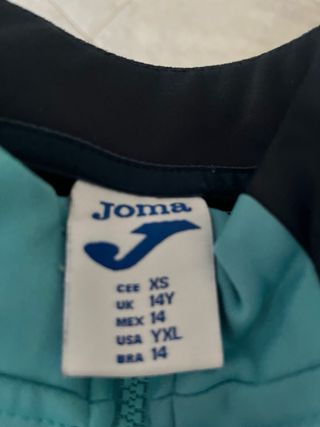 Joma
CEE XS
UK 14Y
MEX 14
USA YXL
BRA 14